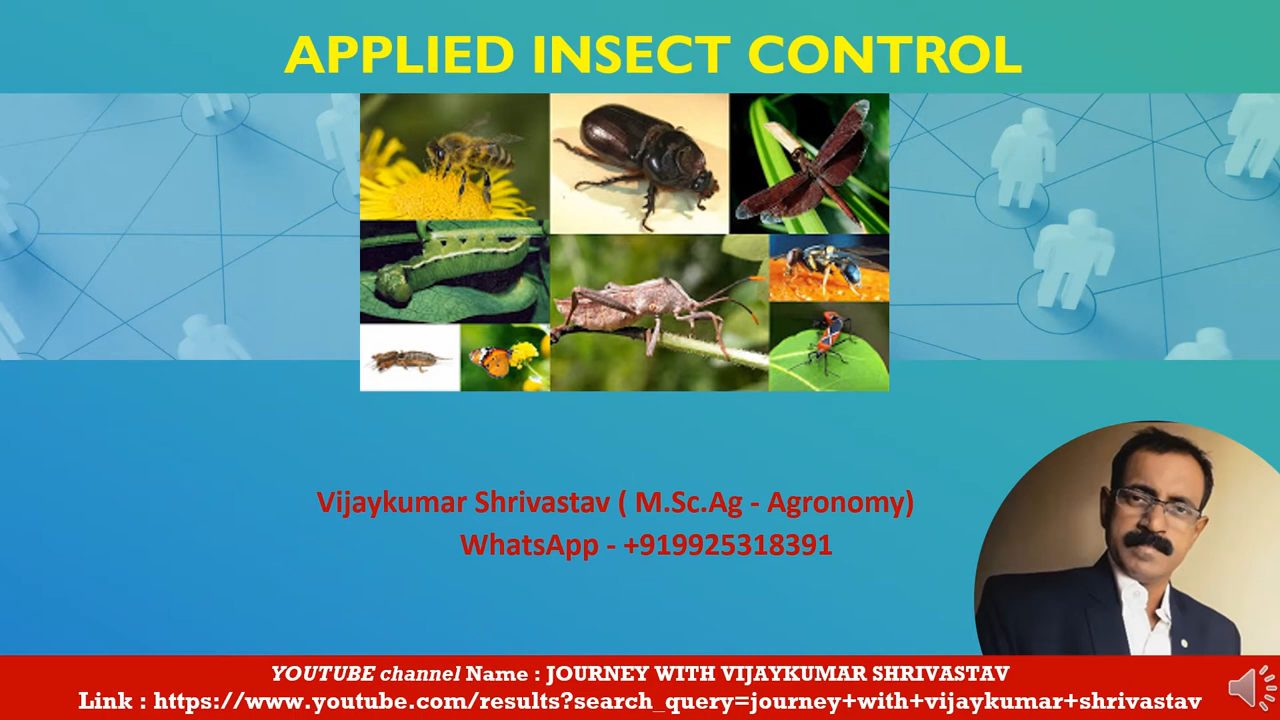 APPLIED INSECT CONTROL
Vijaykumar Shrivastav ( M.Sc.Ag - Agronomy)
WhatsApp - +919925318391
YOUTUBE channel Name : JOURNEY WITH VIJAYKUMAR SHRIVASTAV
Link : https://www.youtube.com/results?search_query=journey+with+vijaykumar+shrivastav